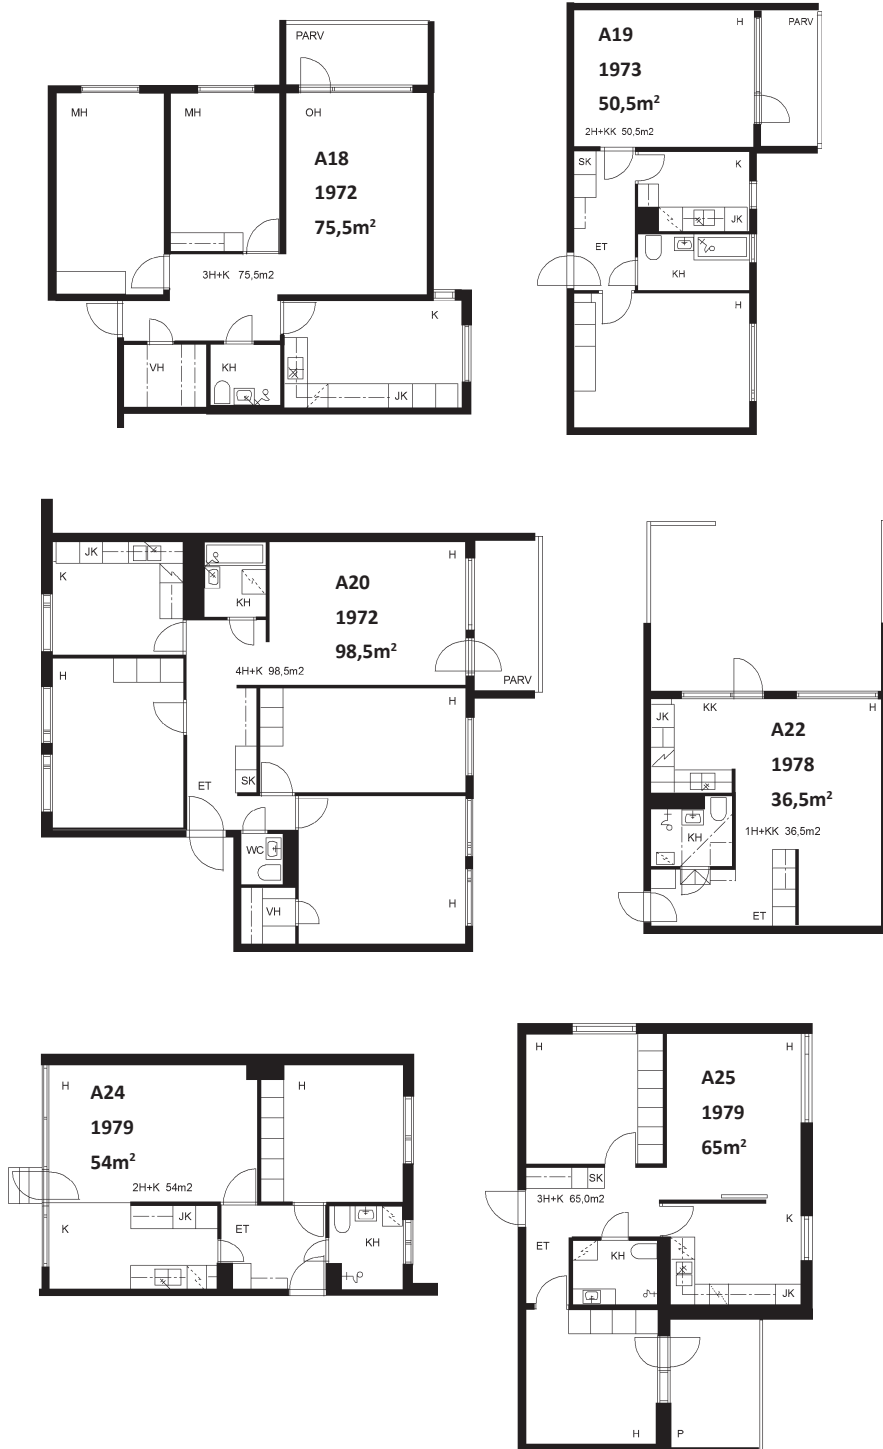 PARV
MH
MH
OH
A18
1972
75,5m²
3H+K 75,5m2
K
VH
KH
JK
H
PARV
A19
1973
50,5m²
2H+KK 50,5m2
SK
K
JK
ET
KH
H
JK
K
KH
H
A20
1972
98,5m²
4H+K 98,5m2
PARV
H
H
SK
ET
WC
VH
H
KK
H
JK
A22
1978
36,5m²
1H+KK 36,5m2
KH
ET
H
A24
1979
54m²
2H+K 54m2
H
K
JK
ET
KH
H
H
A25
1979
65m²
SK
3H+K 65,0m2
K
ET
KH
JK
H
P